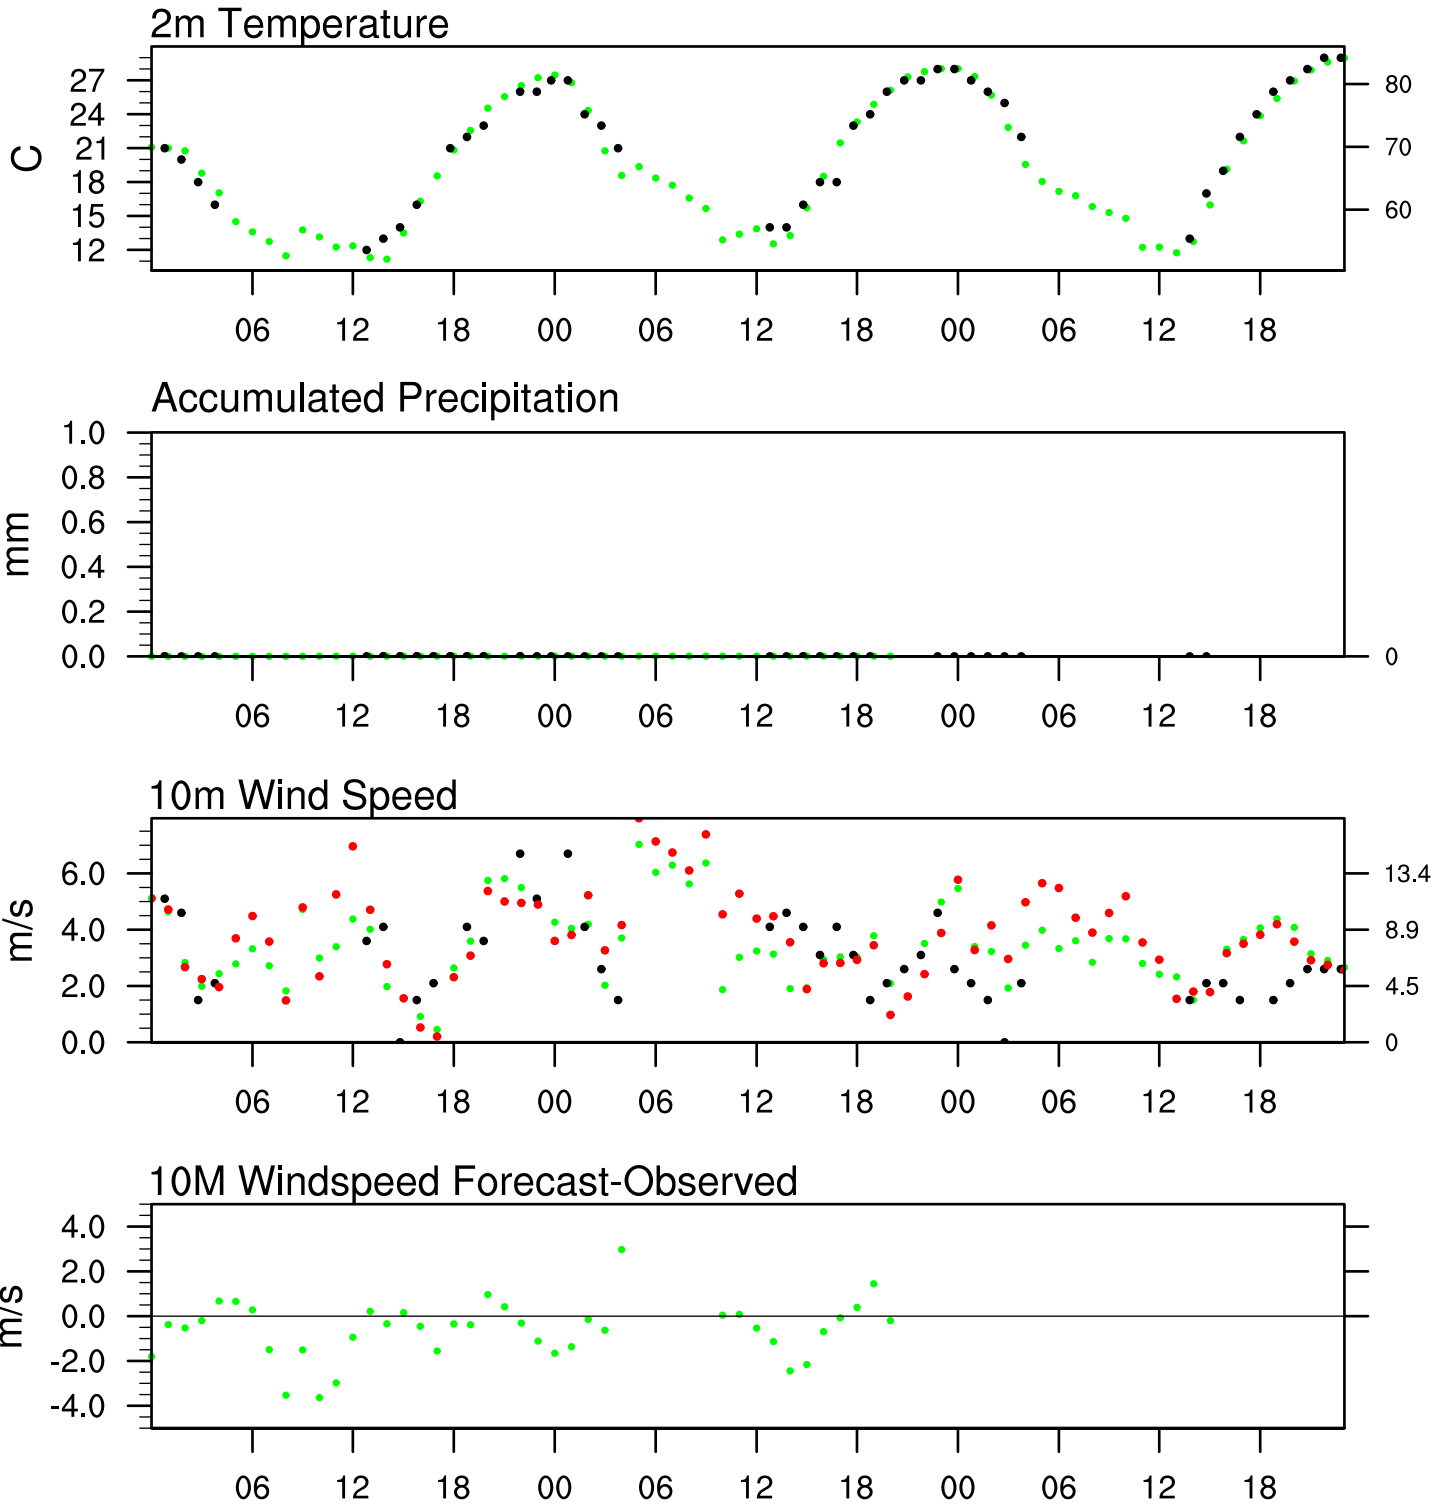 2m Temperature
27
24
21
18
15
12
C
80
70
60
06 12 18 00 06 12 18 00 06 12 18
Accumulated Precipitation
1.0
0.8
0.6
0.4
0.2
0.0
mm
0
06 12 18 00 06 12 18 00 06 12 18
10m Wind Speed
6.0
4.0
2.0
0.0
m/s
13.4
8.9
4.5
0
06 12 18 00 06 12 18 00 06 12 18
10M Windspeed Forecast-Observed
4.0
2.0
0.0
-2.0
-4.0
m/s
06 12 18 00 06 12 18 00 06 12 18